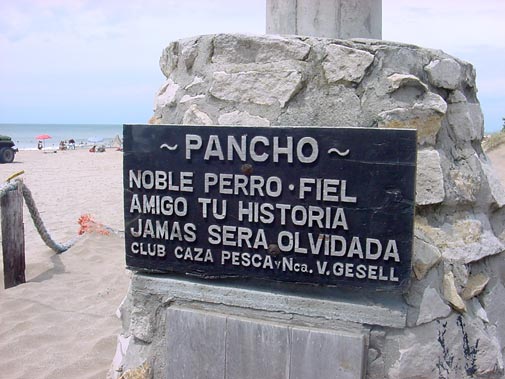 ~ PANCHO ~
NOBLE PERRO • FIEL
AMIGO TU HISTORIA
JAMAS SERA OLVIDADA
CLUB CAZA PESCA Y Nca. V. GESELL